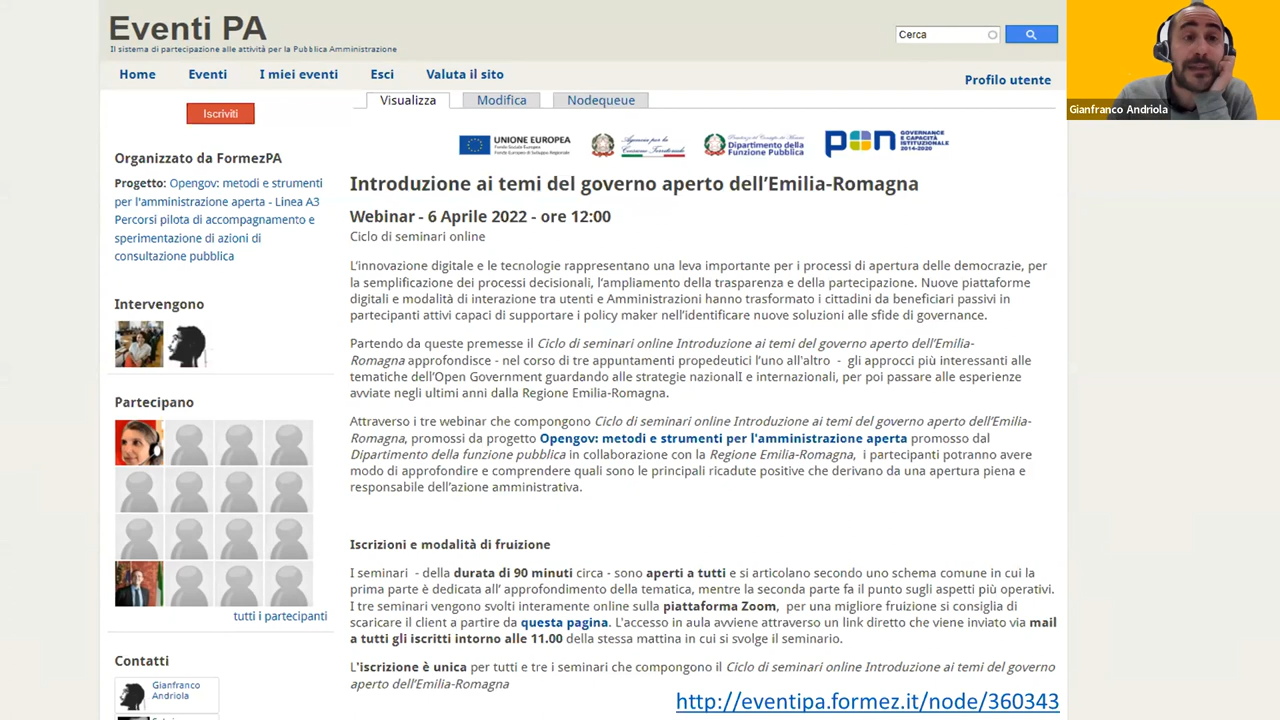 Eventi PA
Il sistema di partecipazione alle attività per la Pubblica Amministrazione
Cerca
Home
Eventi
I miei eventi
Esci
Valuta il sito
Profilo utente
Gianfranco Andriola
Visualizza
Modifica
Nodequeue
Iscriviti
UNIONE EUROPEA
Fondo Sociale Europeo
Fondo Europeo di Sviluppo Regionale
Agenzia per la
Coesione Territoriale
Dipartimento della
Funzione Pubblica
pon
GOVERNANCE
E CAPACITÀ
ISTITUZIONALE
2014-2020
Organizzato da FormezPA
Progetto: Opengov: metodi e strumenti
per l'amministrazione aperta - Linea A3
Percorsi pilota di accompagnamento e
sperimentazione di azioni di
consultazione pubblica
Intervengono
Partecipano
tutti i partecipanti
Contatti
Gianfranco
Andriola
Introduzione ai temi del governo aperto dell’Emilia-Romagna
Webinar - 6 Aprile 2022 - ore 12:00
Ciclo di seminari online
L’innovazione digitale e le tecnologie rappresentano una leva importante per i processi di apertura delle democrazie, per
la semplificazione dei processi decisionali, l’ampliamento della trasparenza e della partecipazione. Nuove piattaforme
digitali e modalità di interazione tra utenti e Amministrazioni hanno trasformato i cittadini da beneficiari passivi in
partecipanti attivi capaci di supportare i policy maker nell’identificare nuove soluzioni alle sfide di governance.
Partendo da queste premesse il Ciclo di seminari online Introduzione ai temi del governo aperto dell’Emilia-
Romagna approfondisce - nel corso di tre appuntamenti propedeutici l’uno all'altro - gli approcci più interessanti alle
tematiche dell’Open Government guardando alle strategie nazionalI e internazionali, per poi passare alle esperienze
avviate negli ultimi anni dalla Regione Emilia-Romagna.
Attraverso i tre webinar che compongono Ciclo di seminari online Introduzione ai temi del governo aperto dell’Emilia-
Romagna, promossi da progetto Opengov: metodi e strumenti per l'amministrazione aperta promosso dal
Dipartimento della funzione pubblica in collaborazione con la Regione Emilia-Romagna, i partecipanti potranno avere
modo di approfondire e comprendere quali sono le principali ricadute positive che derivano da una apertura piena e
responsabile dell’azione amministrativa.
Iscrizioni e modalità di fruizione
I seminari - della durata di 90 minuti circa - sono aperti a tutti e si articolano secondo uno schema comune in cui la
prima parte è dedicata all’ approfondimento della tematica, mentre la seconda parte fa il punto sugli aspetti più operativi.
I tre seminari vengono svolti interamente online sulla piattaforma Zoom, per una migliore fruizione si consiglia di
scaricare il client a partire da questa pagina. L'accesso in aula avviene attraverso un link diretto che viene inviato via mail
a tutti gli iscritti intorno alle 11.00 della stessa mattina in cui si svolge il seminario.
L'iscrizione è unica per tutti e tre i seminari che compongono il Ciclo di seminari online Introduzione ai temi del governo
aperto dell’Emilia-Romagna
http://eventipa.formez.it/node/360343